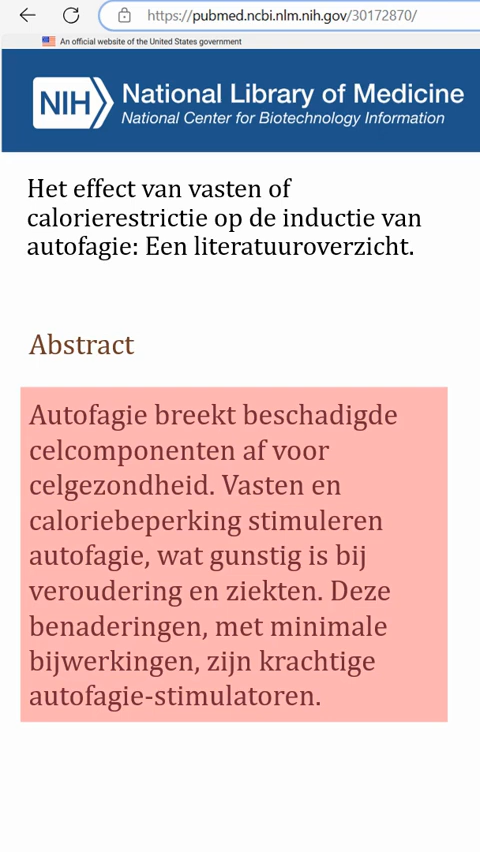 https://pubmed.ncbi.nlm.nih.gov/30172870/
An official website of the United States government
NIH National Library of Medicine
National Center for Biotechnology Information
Het effect van vasten of
calorierestrictie op de inductie van
autofagie: Een literatuuroverzicht.
Abstract
Autofagie breekt beschadigde
celcomponenten af voor
celgezondheid. Vasten en
caloriebeperking stimuleren
autofagie, wat gunstig is bij
veroudering en ziekten. Deze
benaderingen, met minimale
bijwerkingen, zijn krachtige
autofagie-stimulatoren.